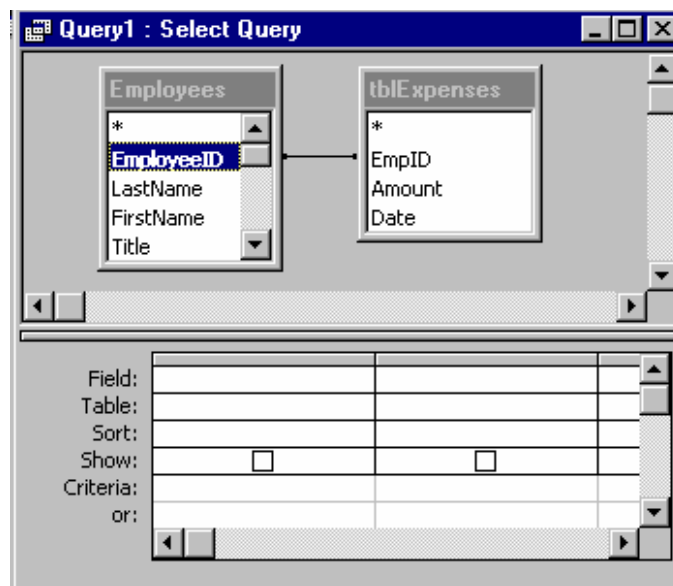 Query1 : Select Query
Employees
*
EmployeeID
LastName
FirstName
Title
tblExpenses
*
EmpID
Amount
Date
Field:
Table:
Sort:
Show:
Criteria:
or: